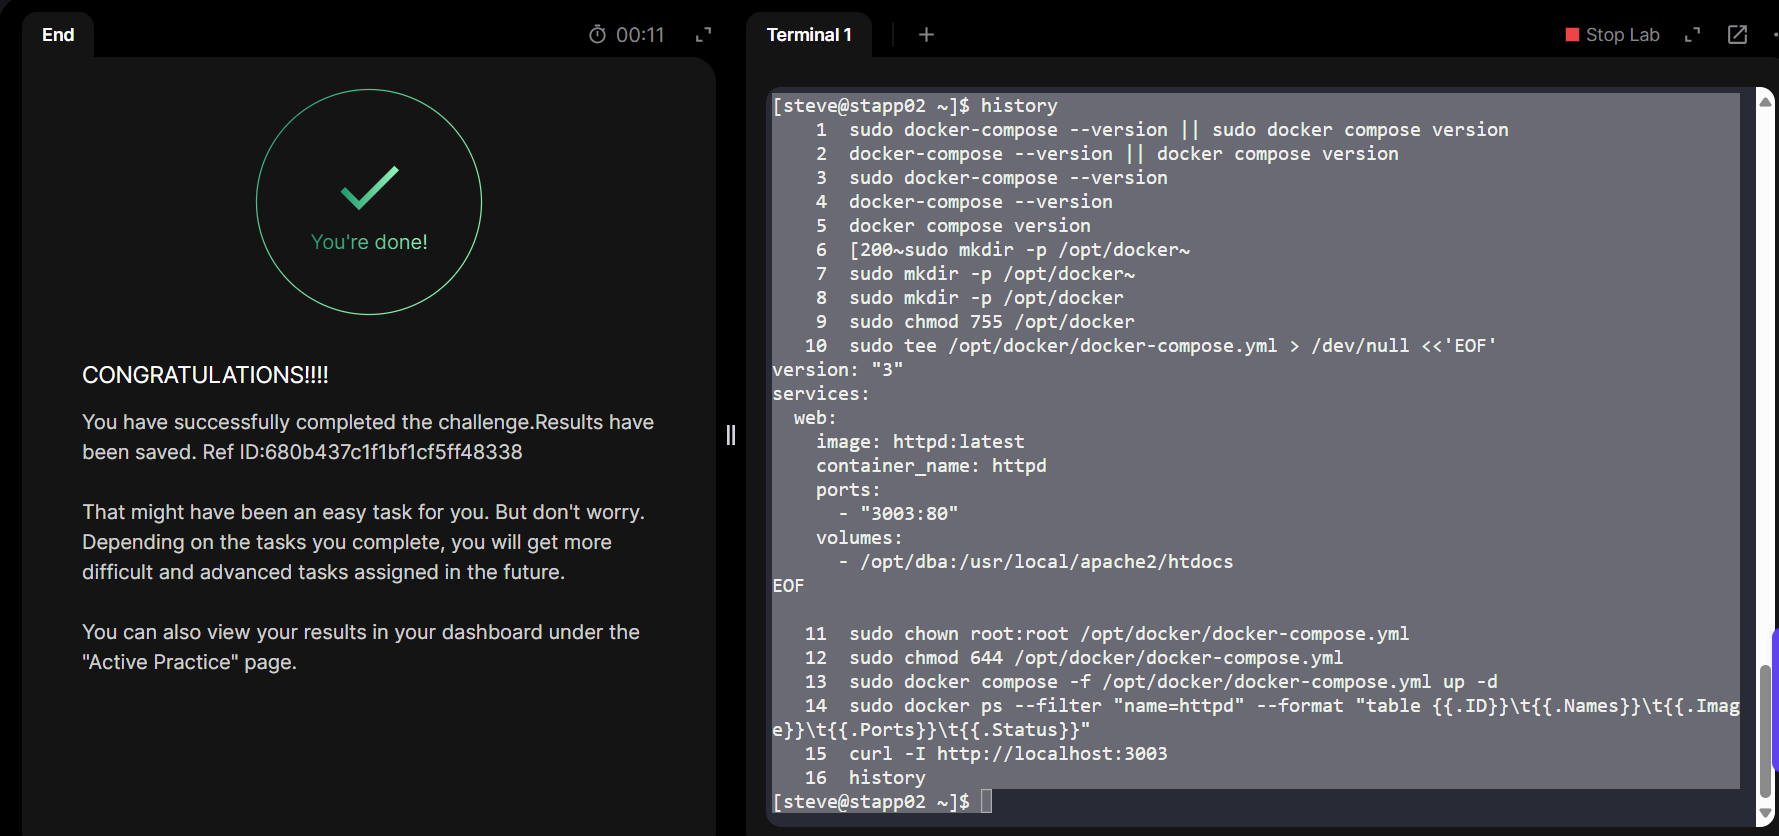 End
00:11
You're done!
CONGRATULATIONS!!!!
You have successfully completed the challenge.Results have
been saved. Ref ID:680b437c1f1bf1cf5ff48338
That might have been an easy task for you. But don't worry.
Depending on the tasks you complete, you will get more
difficult and advanced tasks assigned in the future.
You can also view your results in your dashboard under the
"Active Practice" page.
Terminal 1
+
Stop Lab
[steve@stapp02 ~]$ history
    1  sudo docker-compose --version || sudo docker compose version
    2  docker-compose --version || docker compose version
    3  sudo docker-compose --version
    4  docker-compose --version
    5  docker compose version
    6  [200~sudo mkdir -p /opt/docker~
    7  sudo mkdir -p /opt/docker~
    8  sudo mkdir -p /opt/docker
    9  sudo chmod 755 /opt/docker
   10  sudo tee /opt/docker/docker-compose.yml > /dev/null <<'EOF'
version: "3"
services:
  web:
    image: httpd:latest
    container_name: httpd
    ports:
      - "3003:80"
    volumes:
      - /opt/dba:/usr/local/apache2/htdocs
EOF
   11  sudo chown root:root /opt/docker/docker-compose.yml
   12  sudo chmod 644 /opt/docker/docker-compose.yml
   13  sudo docker compose -f /opt/docker/docker-compose.yml up -d
   14  sudo docker ps --filter "name=httpd" --format "table {{.ID}}\t{{.Names}}\t{{.Imag
e}}\t{{.Ports}}\t{{.Status}}"
   15  curl -I http://localhost:3003
   16  history
[steve@stapp02 ~]$